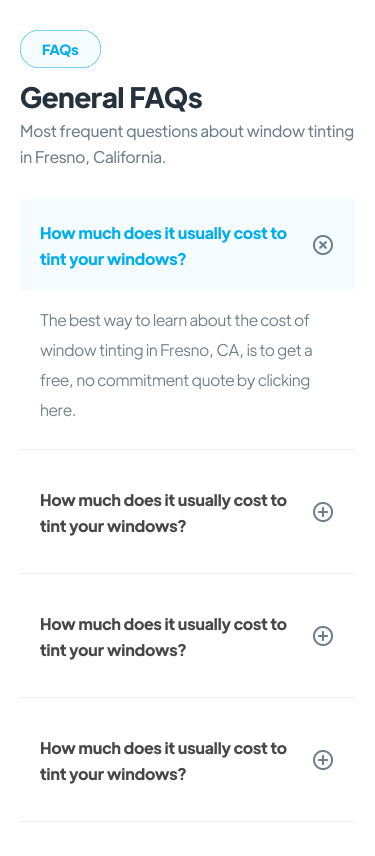 FAQs
General FAQs
Most frequent questions about window tinting
in Fresno, California.
How much does it usually cost to
tint your windows?
The best way to learn about the cost of
window tinting in Fresno, CA, is to get a
free, no commitment quote by clicking
here.
How much does it usually cost to
tint your windows?
How much does it usually cost to
tint your windows?
How much does it usually cost to
tint your windows?